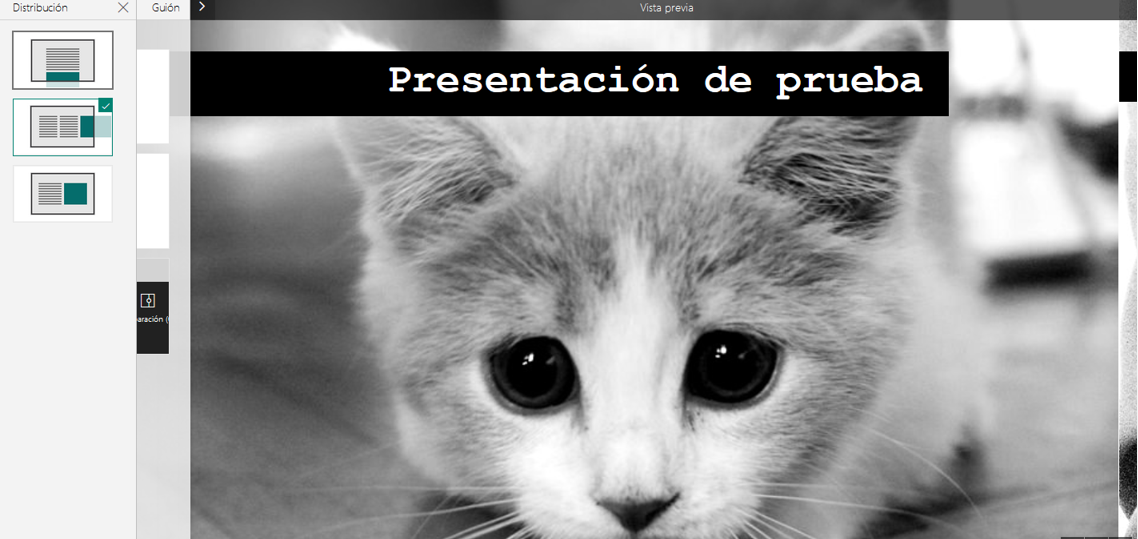 Distribución
Guión
Vista previa
Presentación de prueba